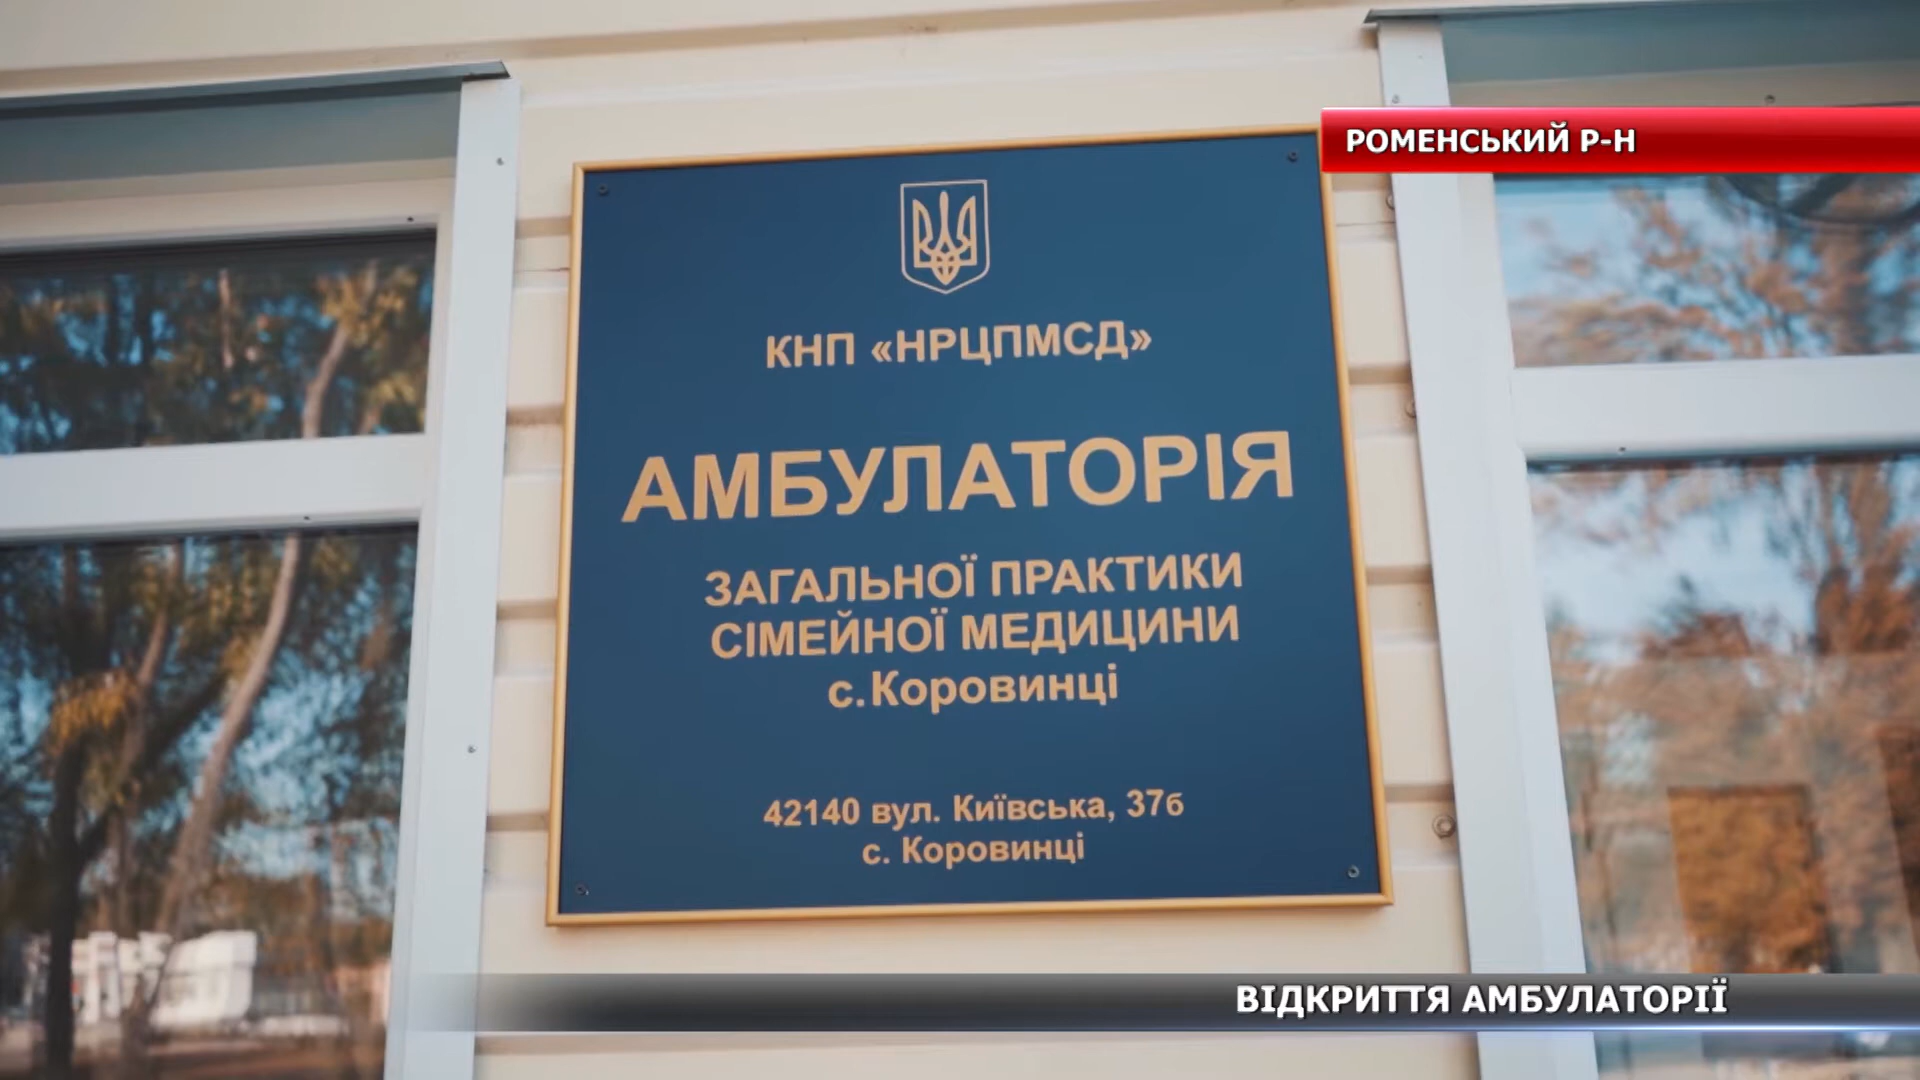 РОМЕНСЬКИЙ Р-Н
КНП «НРЦПМСД»
АМБУЛАТОРІЯ
ЗАГАЛЬНОЇ ПРАКТИКИ
СІМЕЙНОЇ МЕДИЦИНИ
с.Коровинці
42140 вул. Київська, 37б
с. Коровинці
ВІДКРИТТЯ АМБУЛАТОРІЇ